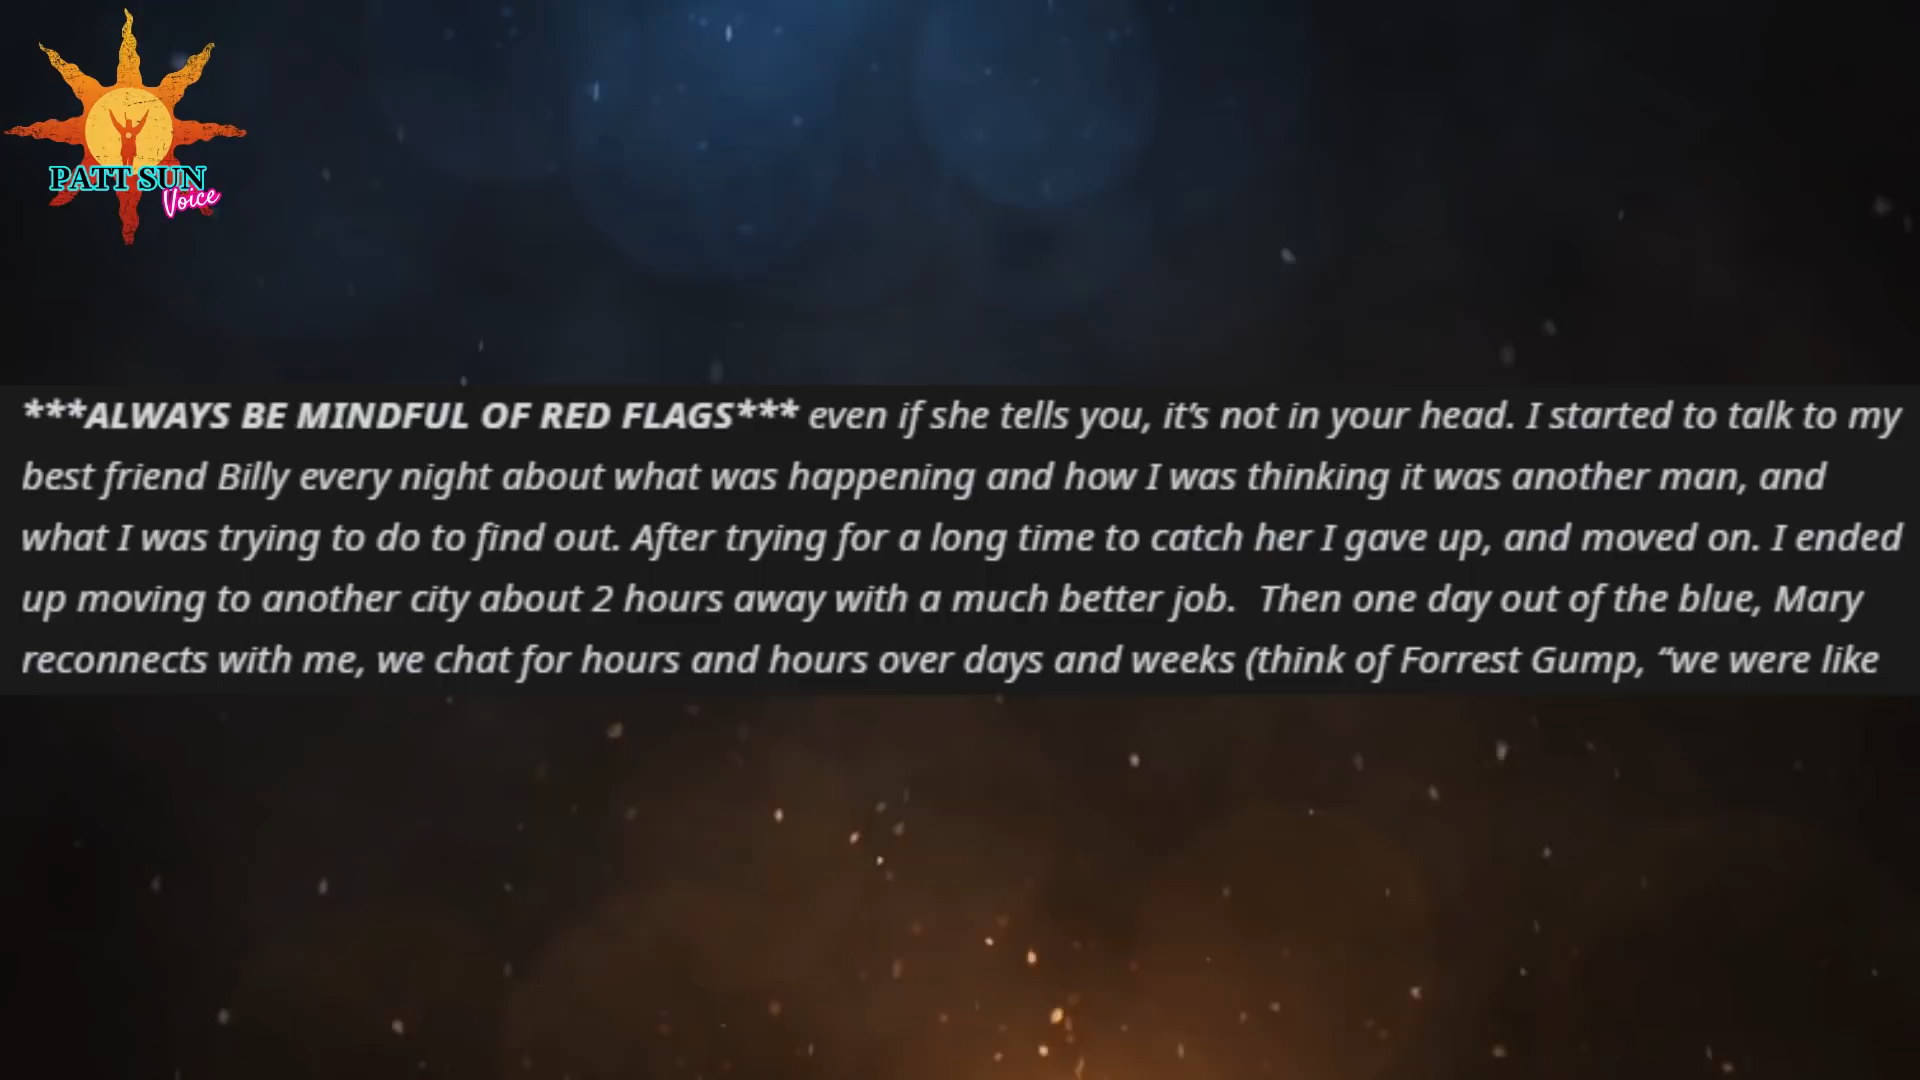 PATT SUN
Voice
***ALWAYS BE MINDFUL OF RED FLAGS*** even if she tells you, it’s not in your head. I started to talk to my
best friend Billy every night about what was happening and how I was thinking it was another man, and
what I was trying to do to find out. After trying for a long time to catch her I gave up, and moved on. I ended
up moving to another city about 2 hours away with a much better job.  Then one day out of the blue, Mary
reconnects with me, we chat for hours and hours over days and weeks (think of Forrest Gump, “we were like